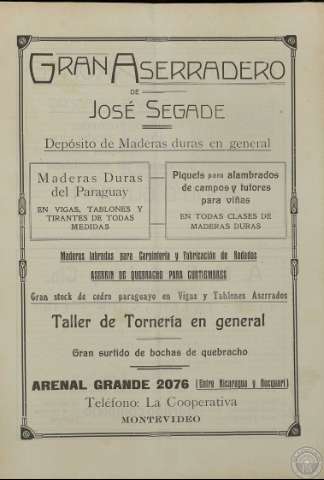 GRAN ASERRADERO
DE
JOSÉ SEGADE
Depósito de Maderas duras en general
Maderas Duras
del Paraguay
EN VIGAS, TABLONES Y
TIRANTES DE TODAS
MEDIDAS
Piquets para alambrados
de campos y tutores
para viñas
EN TODAS CLASES DE
MADERAS DURAS
Maderas labradas para Carpintería y Fabricación de Rodados
ASERRIN DE QUEBRACHO PARA CURTIEMBRES
Gran stock de cedro paraguayo en Vigas y Tablones Aserrados
Taller de Tornería en general
Gran surtido de bochas de quebracho
ARENAL GRANDE 2076 (Entre Nicaragua y Guaycurú)
Teléfono: La Cooperativa
MONTEVIDEO